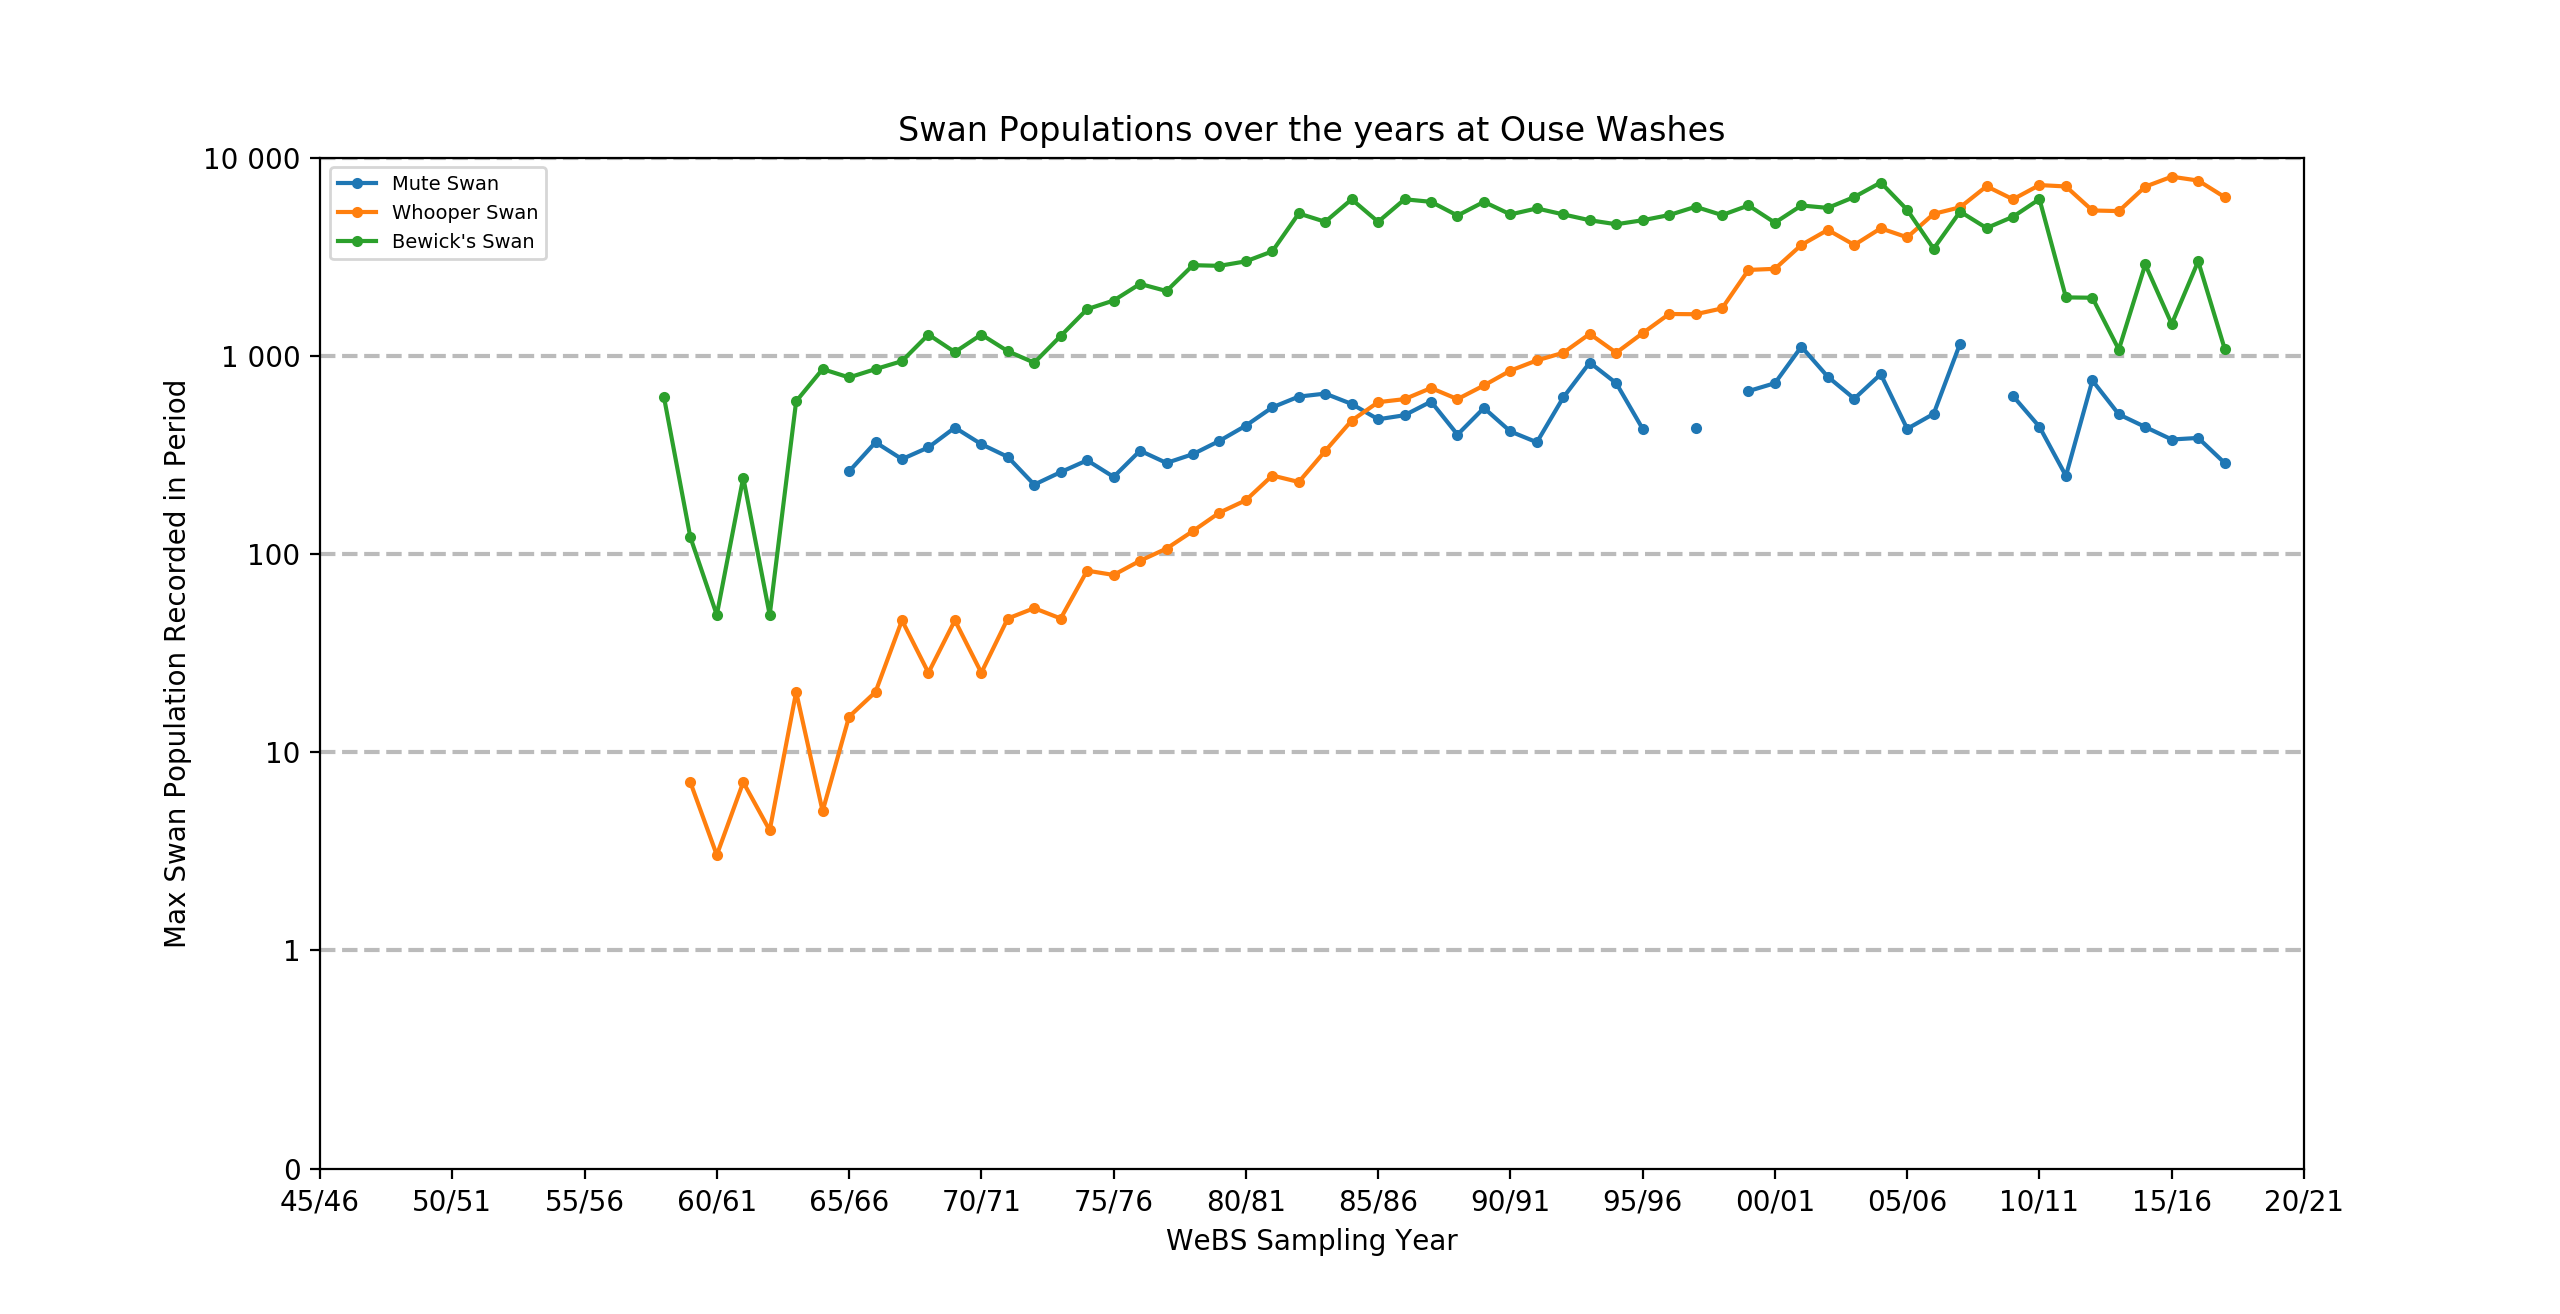 Swan Populations over the years at Ouse Washes
Mute Swan
Whooper Swan
Bewick's Swan
Max Swan Population Recorded in Period
10 000
1 000
100
10
1
0
45/46 50/51 55/56 60/61 65/66 70/71 75/76 80/81 85/86 90/91 95/96 00/01 05/06 10/11 15/16 20/21
WeBS Sampling Year